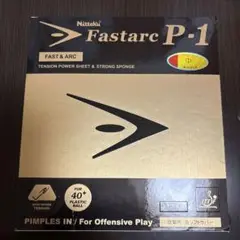 Nittaku
Fastarc P-1
FAST & ARC
TENSION POWER SHEET & STRONG SPONGE
中
FOR
40+
PLASTIC
BALL
PIMPLES IN / For Offensive Play